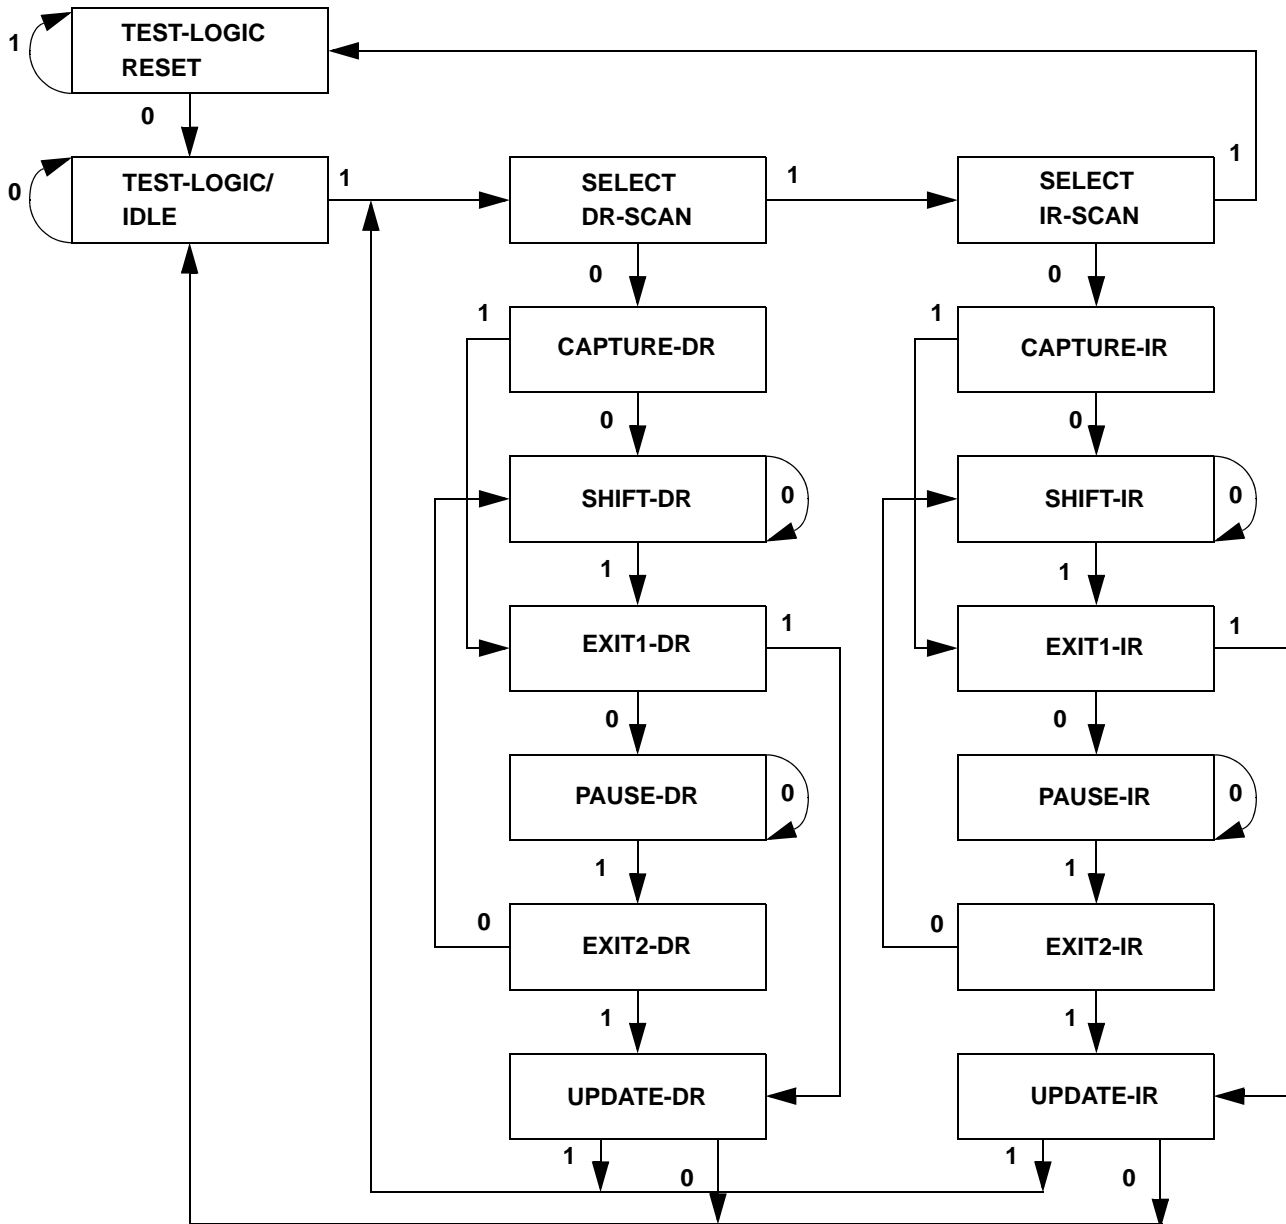 TEST-LOGIC
RESET
1
0
TEST-LOGIC/
IDLE
0
1
SELECT
DR-SCAN
1
SELECT
IR-SCAN
1
0
0
1
CAPTURE-DR
1
CAPTURE-IR
0
0
SHIFT-DR
0
SHIFT-IR
0
1
1
EXIT1-DR
1
EXIT1-IR
1
0
0
PAUSE-DR
0
PAUSE-IR
0
1
1
0
EXIT2-DR
0
EXIT2-IR
1
1
UPDATE-DR
UPDATE-IR
1
0
1
0